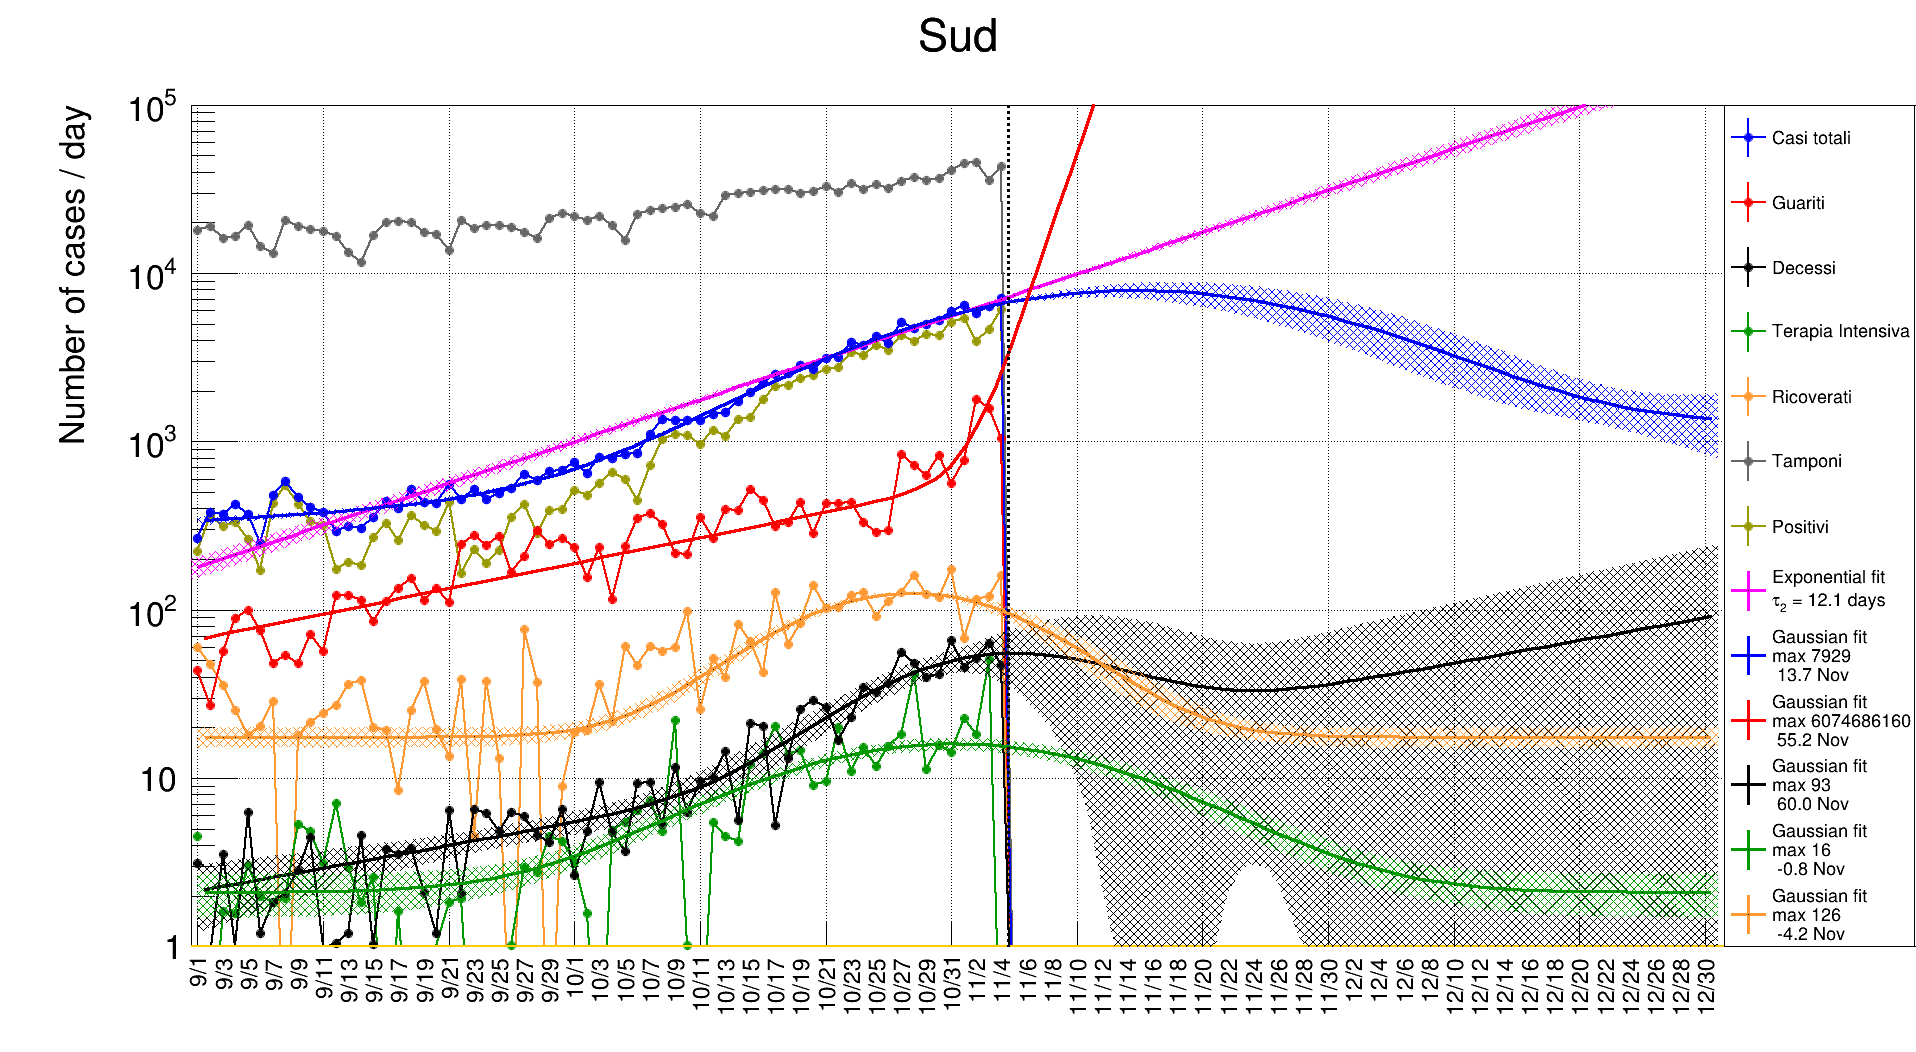 Sud
Number of cases / day
10^5
10^4
10^3
10^2
10
1
9/1
9/3
9/5
9/7
9/9
9/11
9/13
9/15
9/17
9/19
9/21
9/23
9/25
9/27
9/29
10/1
10/3
10/5
10/7
10/9
10/11
10/13
10/15
10/17
10/19
10/21
10/23
10/25
10/27
10/29
10/31
11/2
11/4
11/6
11/8
11/10
11/12
11/14
11/16
11/18
11/20
11/22
11/24
11/26
11/28
11/30
12/2
12/4
12/6
12/8
12/10
12/12
12/14
12/16
12/18
12/20
12/22
12/24
12/26
12/28
12/30
Casi totali
Guariti
Decessi
Terapia Intensiva
Ricoverati
Tamponi
Positivi
Exponential fit
τ₂ = 12.1 days
Gaussian fit
max 7929
13.7 Nov
Gaussian fit
max 6074686160
55.2 Nov
Gaussian fit
max 93
60.0 Nov
Gaussian fit
max 16
-0.8 Nov
Gaussian fit
max 126
-4.2 Nov